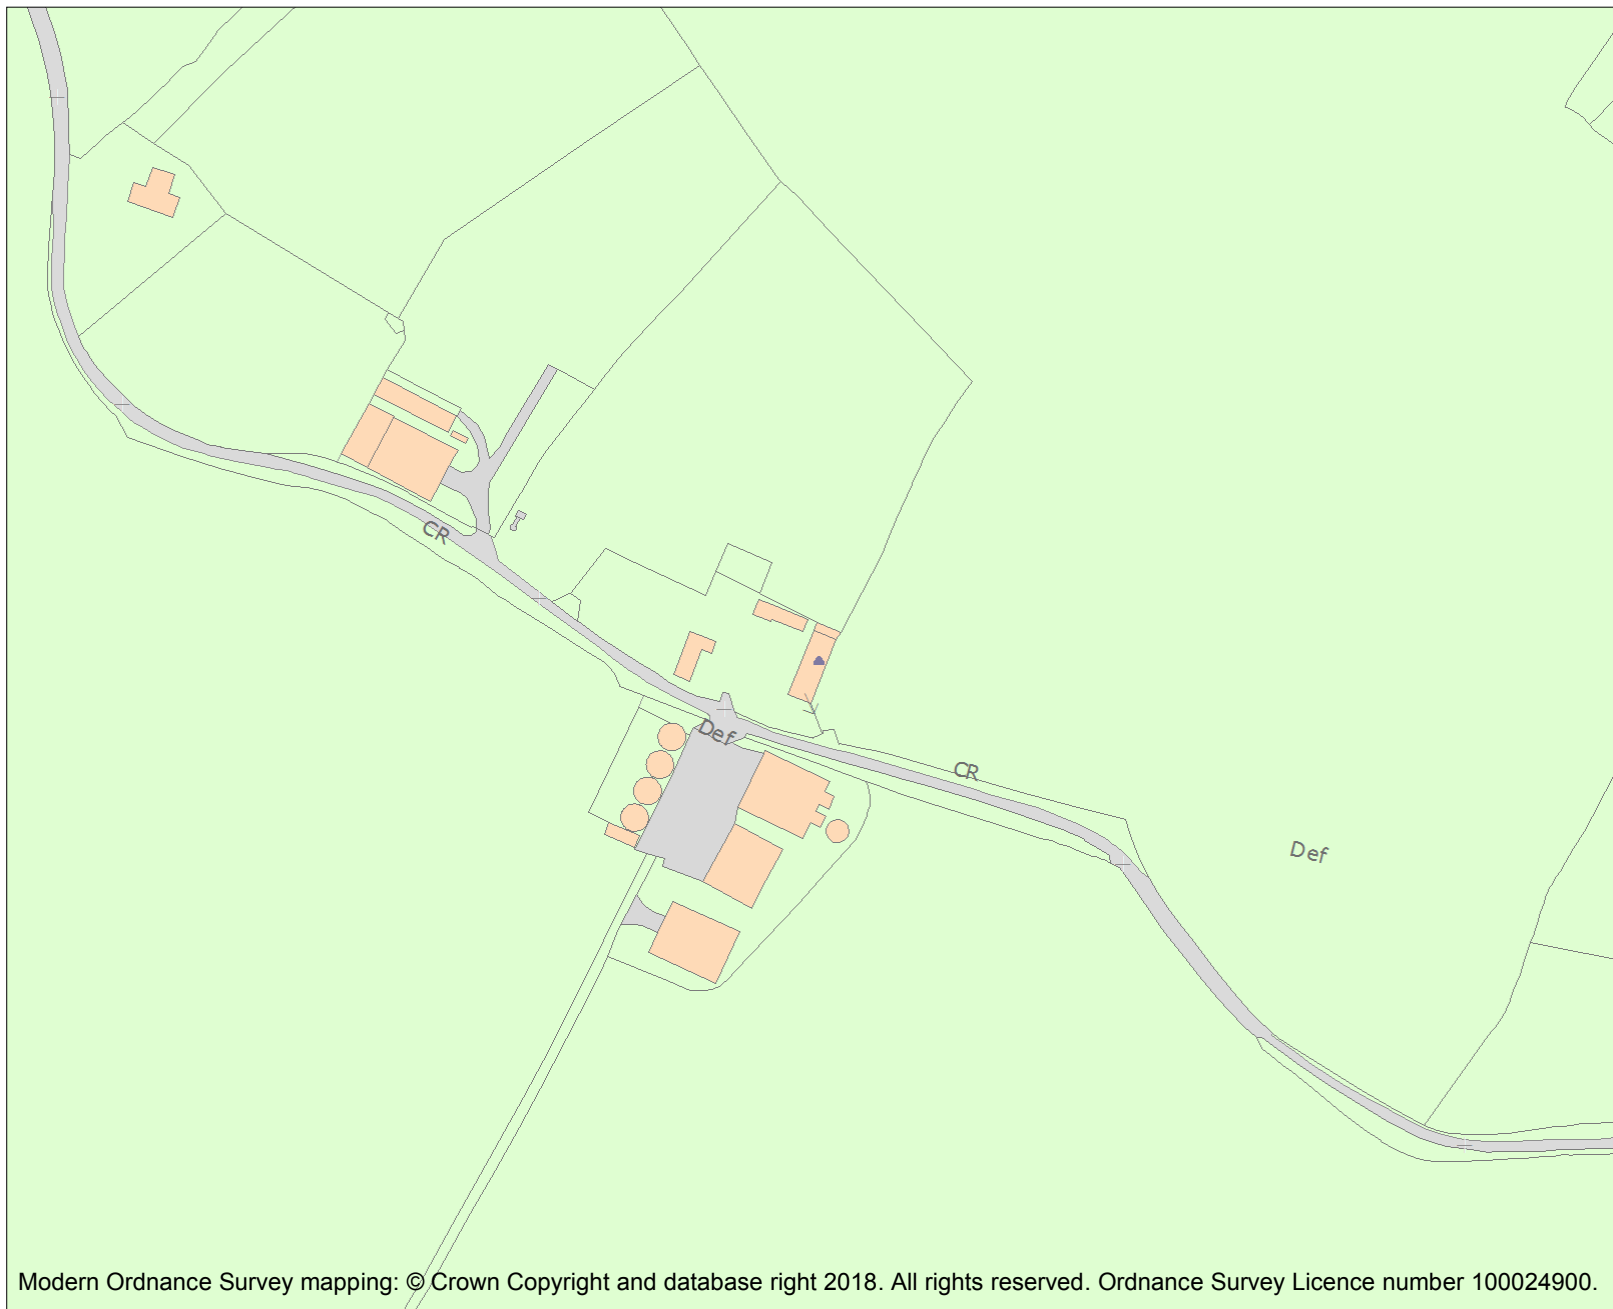 CR
Def
CR
Def
Modern Ordnance Survey mapping: © Crown Copyright and database right 2018. All rights reserved. Ordnance Survey Licence number 100024900.